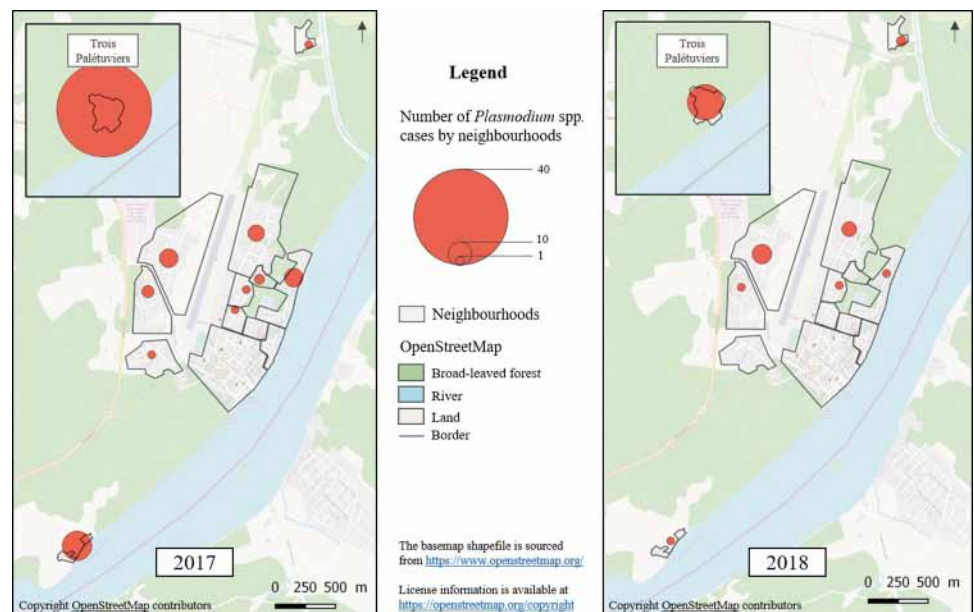 Trois
Palétuviers
2017
0 250 500 m
Copyright OpenStreetMap contributors
Legend
Number of Plasmodium spp.
cases by neighbourhoods
40
10
1
Neighbourhoods
OpenStreetMap
Broad-leaved forest
River
Land
Border
The basemap shapefile is sourced
from https://www.openstreetmap.org/
License information is available at
https://openstreetmap.org/copyright
Trois
Palétuviers
2018
0 250 500 m
Copyright OpenStreetMap contributors